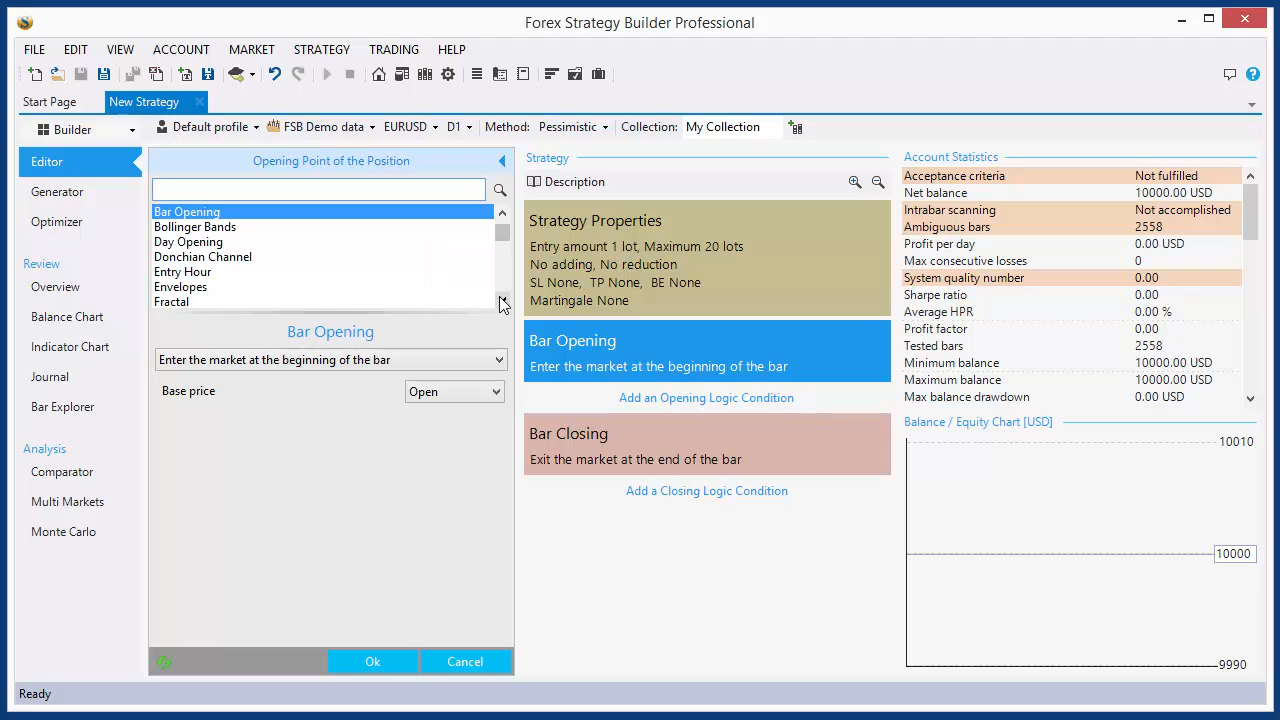 Forex Strategy Builder Professional
FILE EDIT VIEW ACCOUNT MARKET STRATEGY TRADING HELP
Start Page New Strategy
Builder Default profile FSB Demo data EURUSD D1 Method: Pessimistic Collection: My Collection
Editor
Generator
Optimizer
Review
Overview
Balance Chart
Indicator Chart
Journal
Bar Explorer
Analysis
Comparator
Multi Markets
Monte Carlo
Opening Point of the Position
Bar Opening
Bollinger Bands
Day Opening
Donchian Channel
Entry Hour
Envelopes
Fractal
Bar Opening
Enter the market at the beginning of the bar
Base price Open
Ok Cancel
Strategy
Description
Strategy Properties
Entry amount 1 lot, Maximum 20 lots
No adding, No reduction
SL None, TP None, BE None
Martingale None
Bar Opening
Enter the market at the beginning of the bar
Add an Opening Logic Condition
Bar Closing
Exit the market at the end of the bar
Add a Closing Logic Condition
Account Statistics
Acceptance criteria Not fulfilled
Net balance 10000.00 USD
Intrabar scanning Not accomplished
Ambiguous bars 2558
Profit per day 0.00 USD
Max consecutive losses 0
System quality number 0.00
Sharpe ratio 0.00
Average HPR 0.00 %
Profit factor 0.00
Tested bars 2558
Minimum balance 10000.00 USD
Maximum balance 10000.00 USD
Max balance drawdown 0.00 USD
Balance / Equity Chart [USD]
10010
10000
9990
Ready